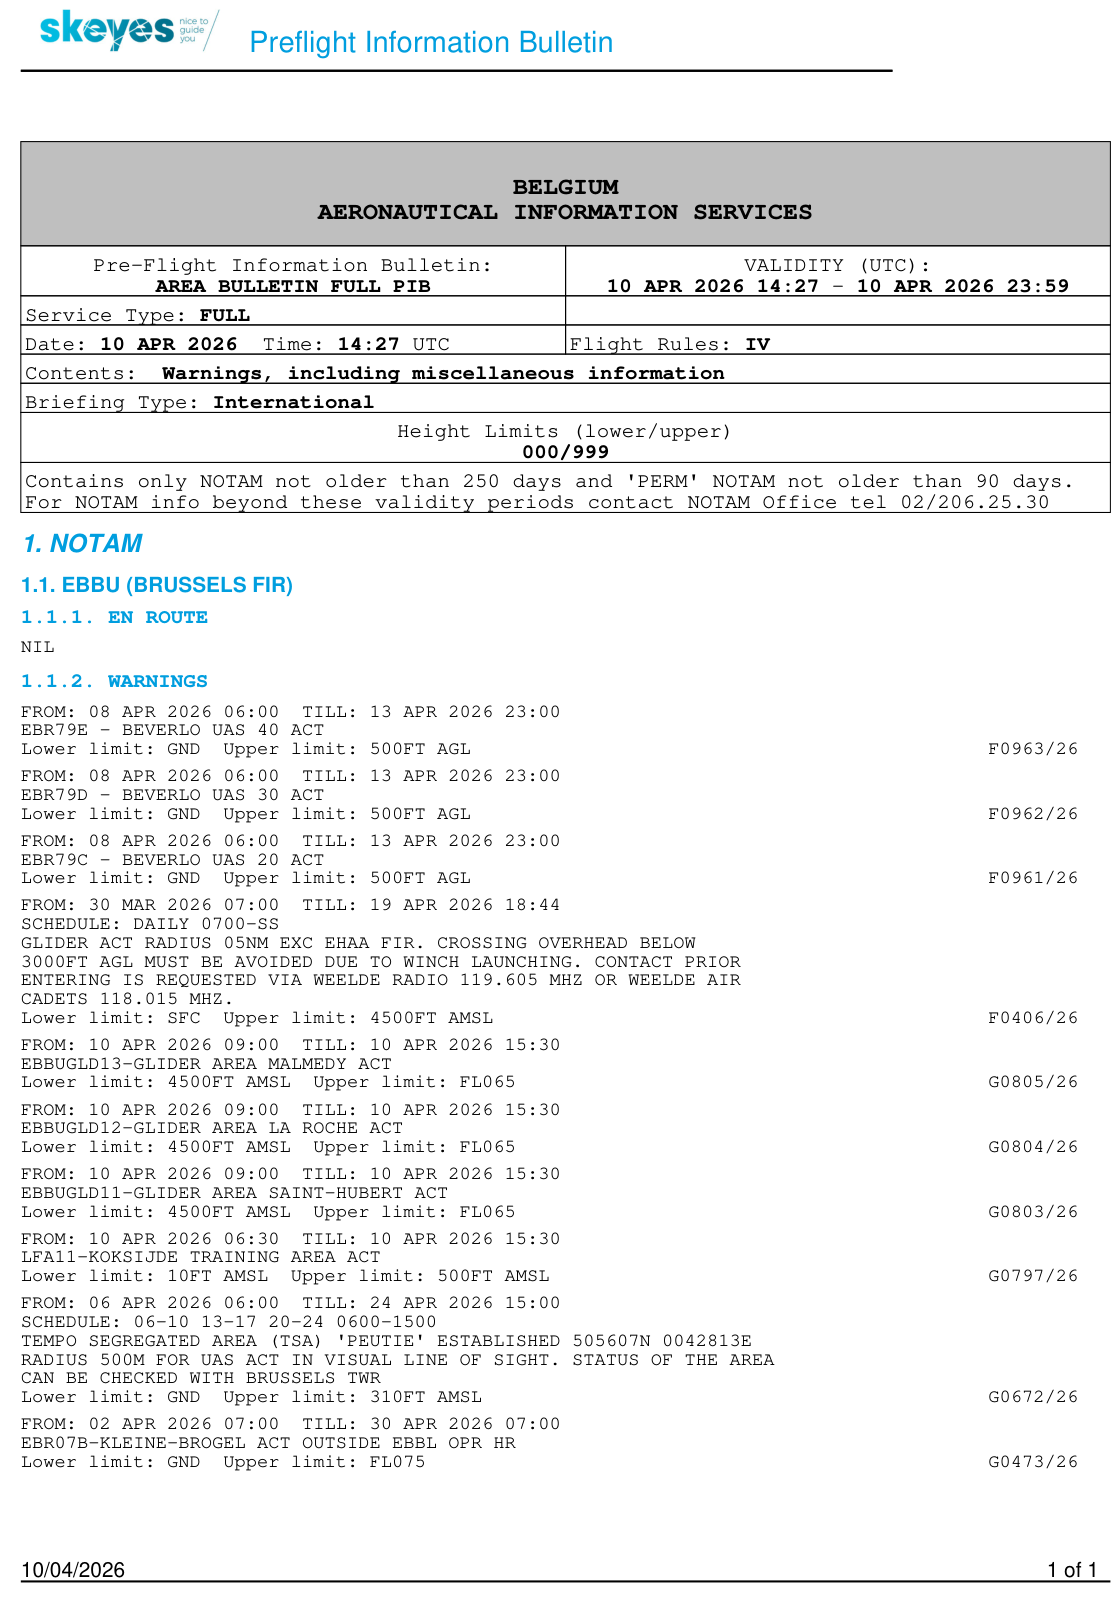 skeyes nice to guide you
Preflight Information Bulletin
BELGIUM
AERONAUTICAL INFORMATION SERVICES
Pre-Flight Information Bulletin:
AREA BULLETIN FULL PIB
VALIDITY (UTC):
10 APR 2026 14:27 - 10 APR 2026 23:59
Service Type: FULL
Date: 10 APR 2026 Time: 14:27 UTC
Flight Rules: IV
Contents: Warnings, including miscellaneous information
Briefing Type: International
Height Limits (lower/upper)
000/999
Contains only NOTAM not older than 250 days and 'PERM' NOTAM not older than 90 days.
For NOTAM info beyond these validity periods contact NOTAM Office tel 02/206.25.30
1. NOTAM
1.1. EBBU (BRUSSELS FIR)
1.1.1. EN ROUTE
NIL
1.1.2. WARNINGS
FROM: 08 APR 2026 06:00 TILL: 13 APR 2026 23:00
EBR79E - BEVERLO UAS 40 ACT
Lower limit: GND Upper limit: 500FT AGL F0963/26
FROM: 08 APR 2026 06:00 TILL: 13 APR 2026 23:00
EBR79D - BEVERLO UAS 30 ACT
Lower limit: GND Upper limit: 500FT AGL F0962/26
FROM: 08 APR 2026 06:00 TILL: 13 APR 2026 23:00
EBR79C - BEVERLO UAS 20 ACT
Lower limit: GND Upper limit: 500FT AGL F0961/26
FROM: 30 MAR 2026 07:00 TILL: 19 APR 2026 18:44
SCHEDULE: DAILY 0700-SS
GLIDER ACT RADIUS 05NM EXC EHAA FIR. CROSSING OVERHEAD BELOW
3000FT AGL MUST BE AVOIDED DUE TO WINCH LAUNCHING. CONTACT PRIOR
ENTERING IS REQUESTED VIA WEELDE RADIO 119.605 MHZ OR WEELDE AIR
CADETS 118.015 MHZ.
Lower limit: SFC Upper limit: 4500FT AMSL F0406/26
FROM: 10 APR 2026 09:00 TILL: 10 APR 2026 15:30
EBBUGLD13-GLIDER AREA MALMEDY ACT
Lower limit: 4500FT AMSL Upper limit: FL065 G0805/26
FROM: 10 APR 2026 09:00 TILL: 10 APR 2026 15:30
EBBUGLD12-GLIDER AREA LA ROCHE ACT
Lower limit: 4500FT AMSL Upper limit: FL065 G0804/26
FROM: 10 APR 2026 09:00 TILL: 10 APR 2026 15:30
EBBUGLD11-GLIDER AREA SAINT-HUBERT ACT
Lower limit: 4500FT AMSL Upper limit: FL065 G0803/26
FROM: 10 APR 2026 06:30 TILL: 10 APR 2026 15:30
LFA11-KOKSIJDE TRAINING AREA ACT
Lower limit: 10FT AMSL Upper limit: 500FT AMSL G0797/26
FROM: 06 APR 2026 06:00 TILL: 24 APR 2026 15:00
SCHEDULE: 06-10 13-17 20-24 0600-1500
TEMPO SEGREGATED AREA (TSA) 'PEUTIE' ESTABLISHED 505607N 0042813E
RADIUS 500M FOR UAS ACT IN VISUAL LINE OF SIGHT. STATUS OF THE AREA
CAN BE CHECKED WITH BRUSSELS TWR
Lower limit: GND Upper limit: 310FT AMSL G0672/26
FROM: 02 APR 2026 07:00 TILL: 30 APR 2026 07:00
EBR07B-KLEINE-BROGEL ACT OUTSIDE EBBL OPR HR
Lower limit: GND Upper limit: FL075 G0473/26
10/04/2026 1 of 1